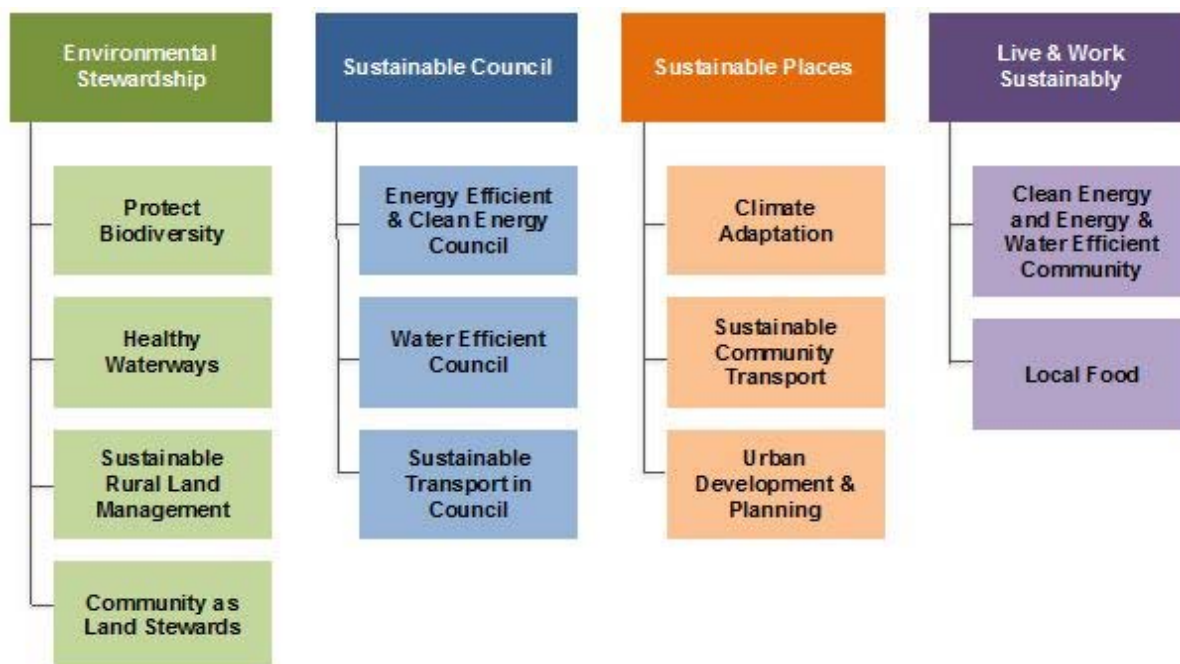 Environmental
Stewardship
Protect
Biodiversity
Healthy
Waterways
Sustainable
Rural Land
Management
Community as
Land Stewards
Sustainable Council
Energy Efficient
& Clean Energy
Council
Water Efficient
Council
Sustainable
Transport in
Council
Sustainable Places
Climate
Adaptation
Sustainable
Community
Transport
Urban
Development &
Planning
Live & Work
Sustainably
Clean Energy
and Energy &
Water Efficient
Community
Local Food